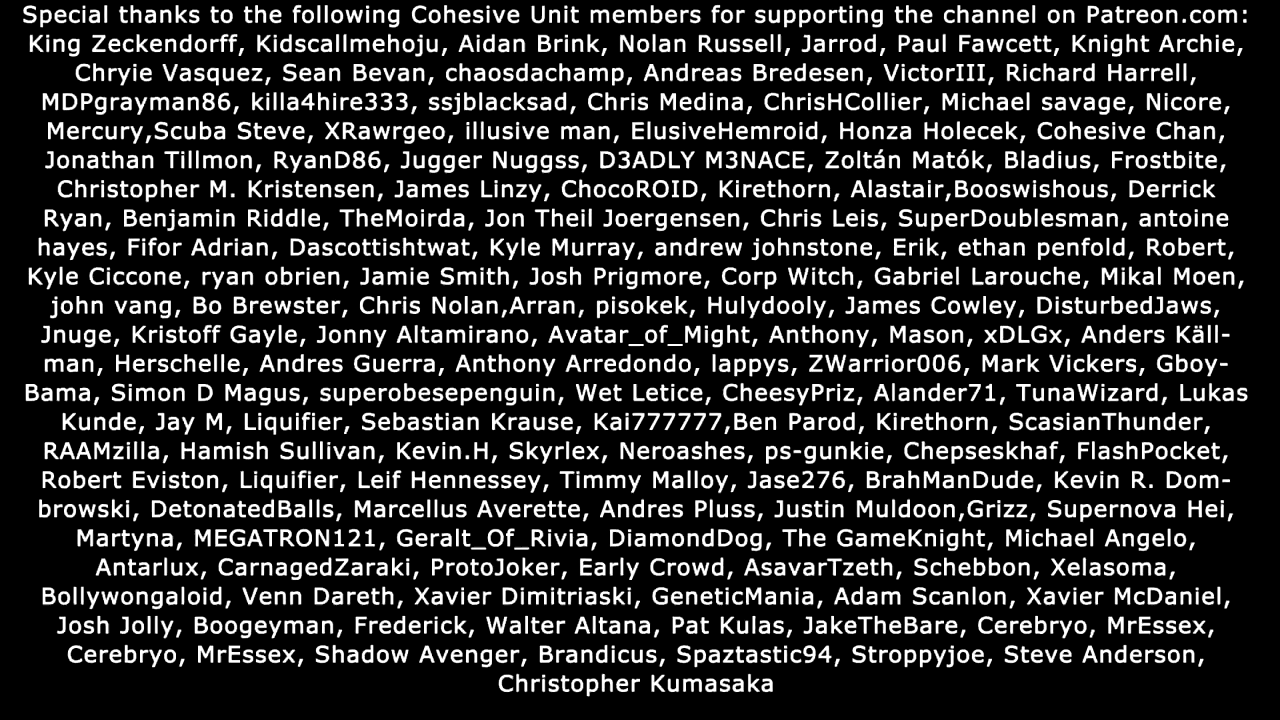 Special thanks to the following Cohesive Unit members for supporting the channel on Patreon.com:
King Zeckendorff, Kidscallmehoju, Aidan Brink, Nolan Russell, Jarrod, Paul Fawcett, Knight Archie,
Chryie Vasquez, Sean Bevan, chaosdachamp, Andreas Bredesen, VictorIII, Richard Harrell,
MDPgrayman86, killa4hire333, ssjblacksad, Chris Medina, ChrisHCollier, Michael savage, Nicore,
Mercury,Scuba Steve, XRawrgeo, illusive man, ElusiveHemroid, Honza Holecek, Cohesive Chan,
Jonathan Tillmon, RyanD86, Jugger Nuggss, D3ADLY M3NACE, Zoltán Matók, Bladius, Frostbite,
Christopher M. Kristensen, James Linzy, ChocoROID, Kirethorn, Alastair,Booswishous, Derrick
Ryan, Benjamin Riddle, TheMoirda, Jon Theil Joergensen, Chris Leis, SuperDoublesman, antoine
hayes, Fifor Adrian, Dascottishtwat, Kyle Murray, andrew johnstone, Erik, ethan penfold, Robert,
Kyle Ciccone, ryan obrien, Jamie Smith, Josh Prigmore, Corp Witch, Gabriel Larouche, Mikal Moen,
john vang, Bo Brewster, Chris Nolan,Arran, pisokek, Hulydooly, James Cowley, DisturbedJaws,
Jnuge, Kristoff Gayle, Jonny Altamirano, Avatar_of_Might, Anthony, Mason, xDLGx, Anders Käll-
man, Herschelle, Andres Guerra, Anthony Arredondo, lappys, ZWarrior006, Mark Vickers, Gboy-
Bama, Simon D Magus, superobesepenguin, Wet Letice, CheesyPriz, Alander71, TunaWizard, Lukas
Kunde, Jay M, Liquifier, Sebastian Krause, Kai777777,Ben Parod, Kirethorn, ScasianThunder,
RAAMzilla, Hamish Sullivan, Kevin.H, Skyrlex, Neroashes, ps-gunkie, Chepseskhaf, FlashPocket,
Robert Eviston, Liquifier, Leif Hennessey, Timmy Malloy, Jase276, BrahManDude, Kevin R. Dom-
browski, DetonatedBalls, Marcellus Averette, Andres Pluss, Justin Muldoon,Grizz, Supernova Hei,
Martyna, MEGATRON121, Geralt_Of_Rivia, DiamondDog, The GameKnight, Michael Angelo,
Antarlux, CarnagedZaraki, ProtoJoker, Early Crowd, AsavarTzeth, Schebbon, Xelasoma,
Bollywongaloid, Venn Dareth, Xavier Dimitriaski, GeneticMania, Adam Scanlon, Xavier McDaniel,
Josh Jolly, Boogeyman, Frederick, Walter Altana, Pat Kulas, JakeTheBare, Cerebryo, MrEssex,
Cerebryo, MrEssex, Shadow Avenger, Brandicus, Spaztastic94, Stroppyjoe, Steve Anderson,
Christopher Kumasaka